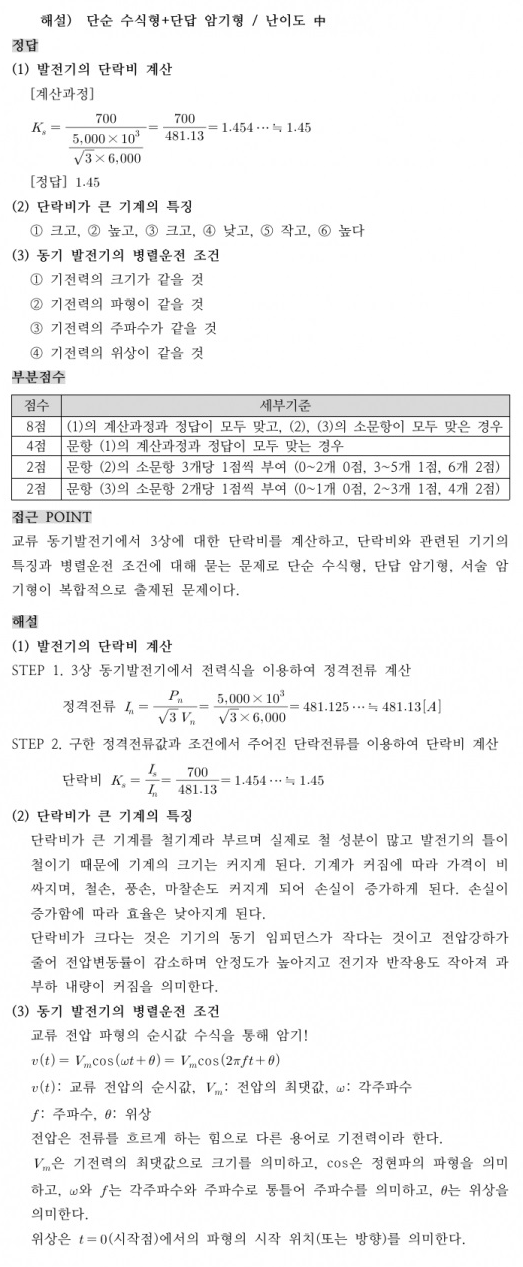 해설) 단순 수식형+단답 암기형 / 난이도 中
정답
(1) 발전기의 단락비 계산
[계산과정]
K_s = 700 / (5,000×10³ / (√3×6,000)) = 700 / 481.13 = 1.454 ⋯ ≒ 1.45
[정답] 1.45
(2) 단락비가 큰 기계의 특징
① 크고, ② 높고, ③ 크고, ④ 낮고, ⑤ 작고, ⑥ 높다
(3) 동기 발전기의 병렬운전 조건
① 기전력의 크기가 같을 것
② 기전력의 파형이 같을 것
③ 기전력의 주파수가 같을 것
④ 기전력의 위상이 같을 것
부분점수
점수 세부기준
8점 (1)의 계산과정과 정답이 모두 맞고, (2), (3)의 소문항이 모두 맞은 경우
4점 문항 (1)의 계산과정과 정답이 모두 맞는 경우
2점 문항 (2)의 소문항 3개당 1점씩 부여 (0~2개 0점, 3~5개 1점, 6개 2점)
2점 문항 (3)의 소문항 2개당 1점씩 부여 (0~1개 0점, 2~3개 1점, 4개 2점)
접근 POINT
교류 동기발전기에서 3상에 대한 단락비를 계산하고, 단락비와 관련된 기기의
특징과 병렬운전 조건에 대해 묻는 문제로 단순 수식형, 단답 암기형, 서술 암
기형이 복합적으로 출제된 문제이다.
해설
(1) 발전기의 단락비 계산
STEP 1. 3상 동기발전기에서 전력식을 이용하여 정격전류 계산
정격전류 I_n = P_n / (√3 V_n) = 5,000×10³ / (√3×6,000) = 481.125 ⋯ ≒ 481.13[A]
STEP 2. 구한 정격전류값과 조건에서 주어진 단락전류를 이용하여 단락비 계산
단락비 K_s = I_s / I_n = 700 / 481.13 = 1.454 ⋯ ≒ 1.45
(2) 단락비가 큰 기계의 특징
단락비가 큰 기계를 철기계라 부르며 실제로 철 성분이 많고 발전기의 틀이
철이기 때문에 기계의 크기는 커지게 된다. 기계가 커짐에 따라 가격이 비
싸지며, 철손, 풍손, 마찰손도 커지게 되어 손실이 증가하게 된다. 손실이
증가함에 따라 효율은 낮아지게 된다.
단락비가 크다는 것은 기기의 동기 임피던스가 작다는 것이고 전압강하가
줄어 전압변동률이 감소하며 안정도가 높아지고 전기자 반작용도 작아져 과
부하 내량이 커짐을 의미한다.
(3) 동기 발전기의 병렬운전 조건
교류 전압 파형의 순시값 수식을 통해 암기!
v(t) = V_m cos(ωt+θ) = V_m cos(2πft+θ)
v(t): 교류 전압의 순시값, V_m: 전압의 최댓값, ω: 각주파수
f: 주파수, θ: 위상
전압은 전류를 흐르게 하는 힘으로 다른 용어로 기전력이라 한다.
V_m은 기전력의 최댓값으로 크기를 의미하고, cos은 정현파의 파형을 의미
하고, ω와 f는 각주파수와 주파수로 통틀어 주파수를 의미하고, θ는 위상을
의미한다.
위상은 t=0(시작점)에서의 파형의 시작 위치(또는 방향)를 의미한다.